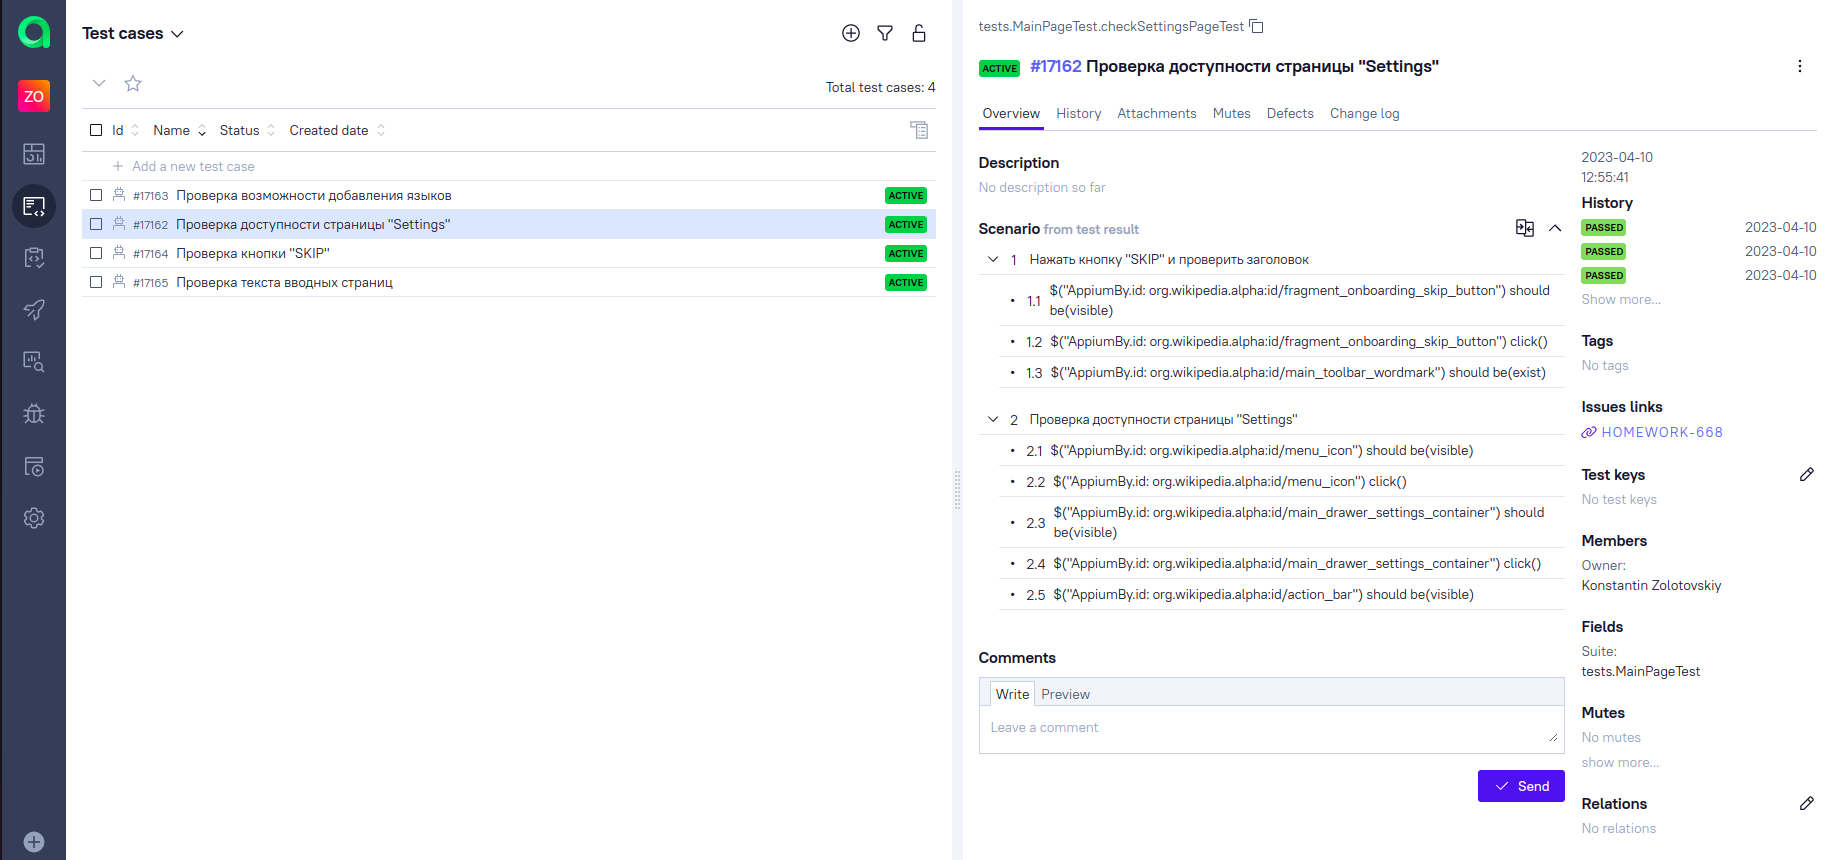 ZO
Test cases
Total test cases: 4
Id Name Status Created date
Add a new test case
#17163 Проверка возможности добавления языков ACTIVE
#17162 Проверка доступности страницы "Settings" ACTIVE
#17164 Проверка кнопки "SKIP" ACTIVE
#17165 Проверка текста вводных страниц ACTIVE
tests.MainPageTest.checkSettingsPageTest
ACTIVE #17162 Проверка доступности страницы "Settings"
Overview History Attachments Mutes Defects Change log
Description
No description so far
Scenario from test result
1 Нажать кнопку "SKIP" и проверить заголовок
1.1 $("AppiumBy.id: org.wikipedia.alpha:id/fragment_onboarding_skip_button") should
be(visible)
1.2 $("AppiumBy.id: org.wikipedia.alpha:id/fragment_onboarding_skip_button") click()
1.3 $("AppiumBy.id: org.wikipedia.alpha:id/main_toolbar_wordmark") should be(exist)
2 Проверка доступности страницы "Settings"
2.1 $("AppiumBy.id: org.wikipedia.alpha:id/menu_icon") should be(visible)
2.2 $("AppiumBy.id: org.wikipedia.alpha:id/menu_icon") click()
2.3 $("AppiumBy.id: org.wikipedia.alpha:id/main_drawer_settings_container") should
be(visible)
2.4 $("AppiumBy.id: org.wikipedia.alpha:id/main_drawer_settings_container") click()
2.5 $("AppiumBy.id: org.wikipedia.alpha:id/action_bar") should be(visible)
Comments
Write Preview
Leave a comment
Send
2023-04-10
12:55:41
History
PASSED 2023-04-10
PASSED 2023-04-10
PASSED 2023-04-10
Show more...
Tags
No tags
Issues links
HOMEWORK-668
Test keys
No test keys
Members
Owner:
Konstantin Zolotovskiy
Fields
Suite:
tests.MainPageTest
Mutes
No mutes
show more...
Relations
No relations